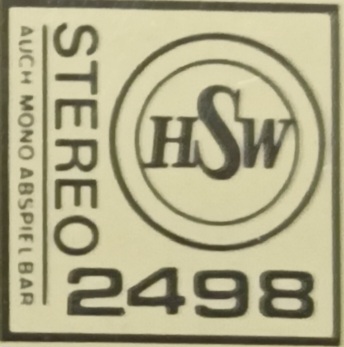 AUCH MONO ABSPIELBAR
STEREO
HSW
2498